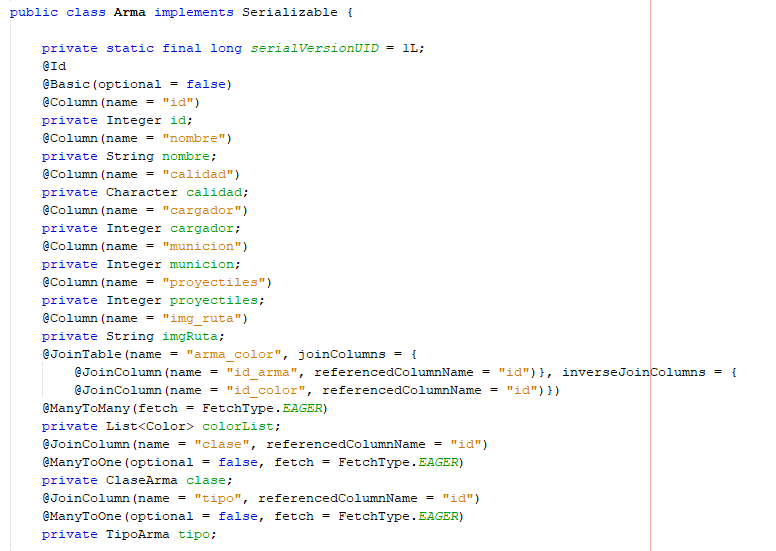 public class Arma implements Serializable {
private static final long serialVersionUID = 1L;
@Id
@Basic(optional = false)
@Column(name = "id")
private Integer id;
@Column(name = "nombre")
private String nombre;
@Column(name = "calidad")
private Character calidad;
@Column(name = "cargador")
private Integer cargador;
@Column(name = "municion")
private Integer municion;
@Column(name = "proyectiles")
private Integer proyectiles;
@Column(name = "img_ruta")
private String imgRuta;
@JoinTable(name = "arma_color", joinColumns = {
@JoinColumn(name = "id_arma", referencedColumnName = "id")}, inverseJoinColumns = {
@JoinColumn(name = "id_color", referencedColumnName = "id")})
@ManyToMany(fetch = FetchType.EAGER)
private List<Color> colorList;
@JoinColumn(name = "clase", referencedColumnName = "id")
@ManyToOne(optional = false, fetch = FetchType.EAGER)
private ClaseArma clase;
@JoinColumn(name = "tipo", referencedColumnName = "id")
@ManyToOne(optional = false, fetch = FetchType.EAGER)
private TipoArma tipo;